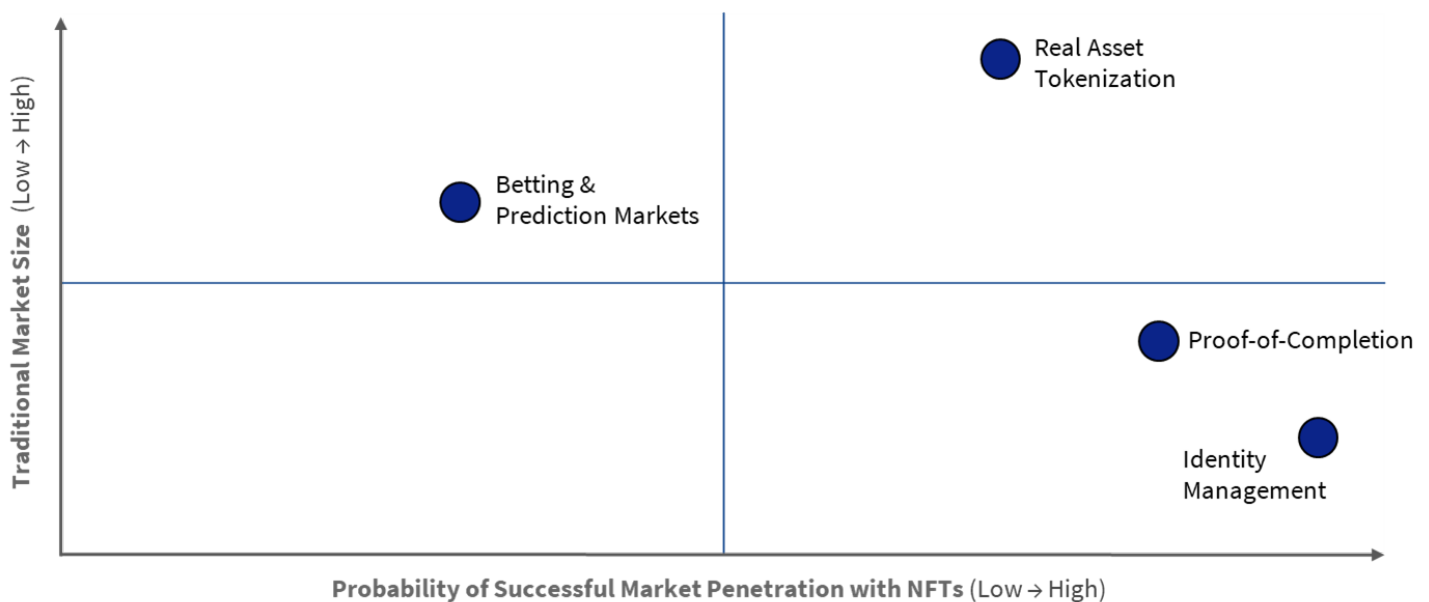 Real Asset
Tokenization
Betting &
Prediction Markets
Proof-of-Completion
Identity
Management
Traditional Market Size (Low → High)
Probability of Successful Market Penetration with NFTs (Low → High)